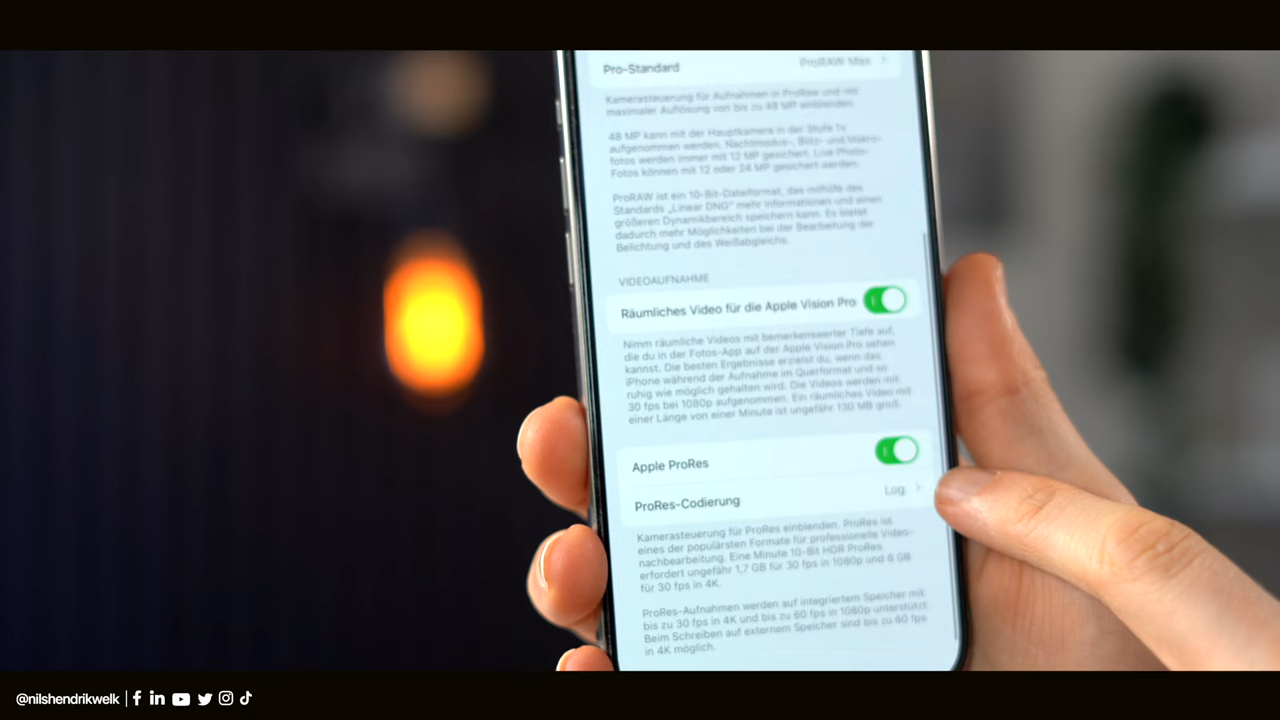 Pro-Standard ProRAW Max
Kamerasteuerung für Aufnahmen in ProRaw und mit
maximaler Auflösung von bis zu 48 MP einblenden.
48 MP kann mit der Hauptkamera in der Stufe 1x
aufgenommen werden. Nachtmodus-, Blitz- und Makro-
fotos werden immer mit 12 MP gesichert. Live Photo-
Fotos können mit 12 oder 24 MP gesichert werden.
ProRAW ist ein 10-Bit-Dateiformat, das mithilfe des
Standards „Linear DNG" mehr Informationen und einen
größeren Dynamikbereich speichern kann. Es bietet
dadurch mehr Möglichkeiten bei der Bearbeitung der
Belichtung und des Weißabgleichs.
VIDEOAUFNAHME
Räumliches Video für die Apple Vision Pro
Nimm räumliche Videos mit bemerkenswerter Tiefe auf,
die du in der Fotos-App auf der Apple Vision Pro sehen
kannst. Die besten Ergebnisse erzielst du, wenn das
iPhone während der Aufnahme im Querformat und so
ruhig wie möglich gehalten wird. Die Videos werden mit
30 fps bei 1080p aufgenommen. Ein räumliches Video mit
einer Länge von einer Minute ist ungefähr 130 MB groß.
Apple ProRes
ProRes-Codierung Log
Kamerasteuerung für ProRes einblenden. ProRes ist
eines der populärsten Formate für professionelle Video-
nachbearbeitung. Eine Minute 10-Bit HDR ProRes
erfordert ungefähr 1,7 GB für 30 fps in 1080p und 6 GB
für 30 fps in 4K.
ProRes-Aufnahmen werden auf integriertem Speicher mit
bis zu 30 fps in 4K und bis zu 60 fps in 1080p unterstützt
Beim Schreiben auf externem Speicher sind bis zu 60 fps
in 4K möglich.
@nilshendrikwelk